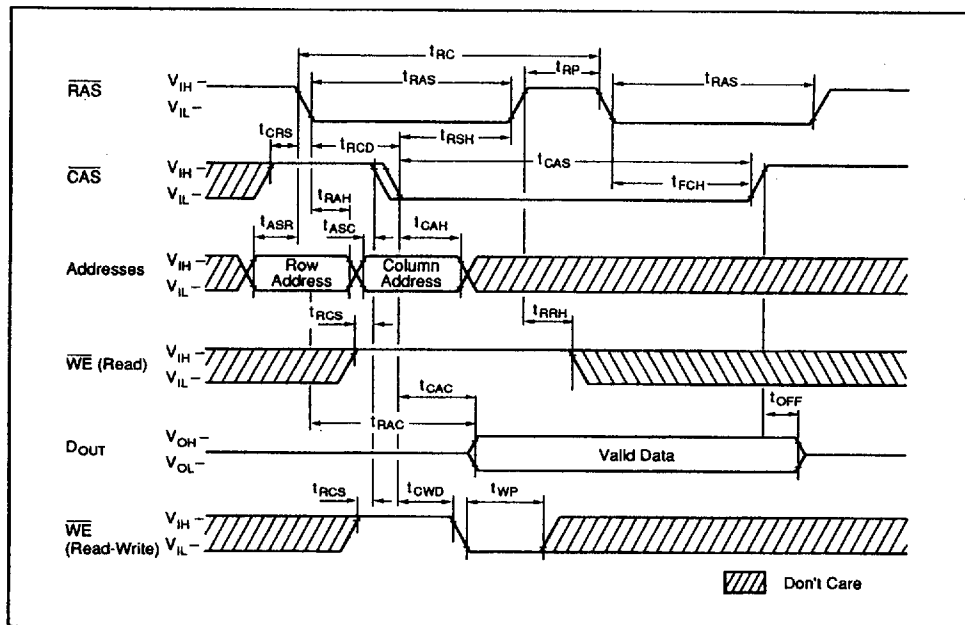 tRC
tRAS tRP tRAS
RAS VIH
VIL
tCRS tRCD tRSH
CAS VIH tCAS
VIL tRAH tFCH
tASR tASC tCAH
Addresses VIH Row Address Column Address
VIL
tRCS tRRH
WE (Read) VIH
VIL
tCAC tOFF
tRAC
DOUT VOH
VOL Valid Data
tRCS tCWD tWP
WE VIH
(Read-Write) VIL
Don't Care